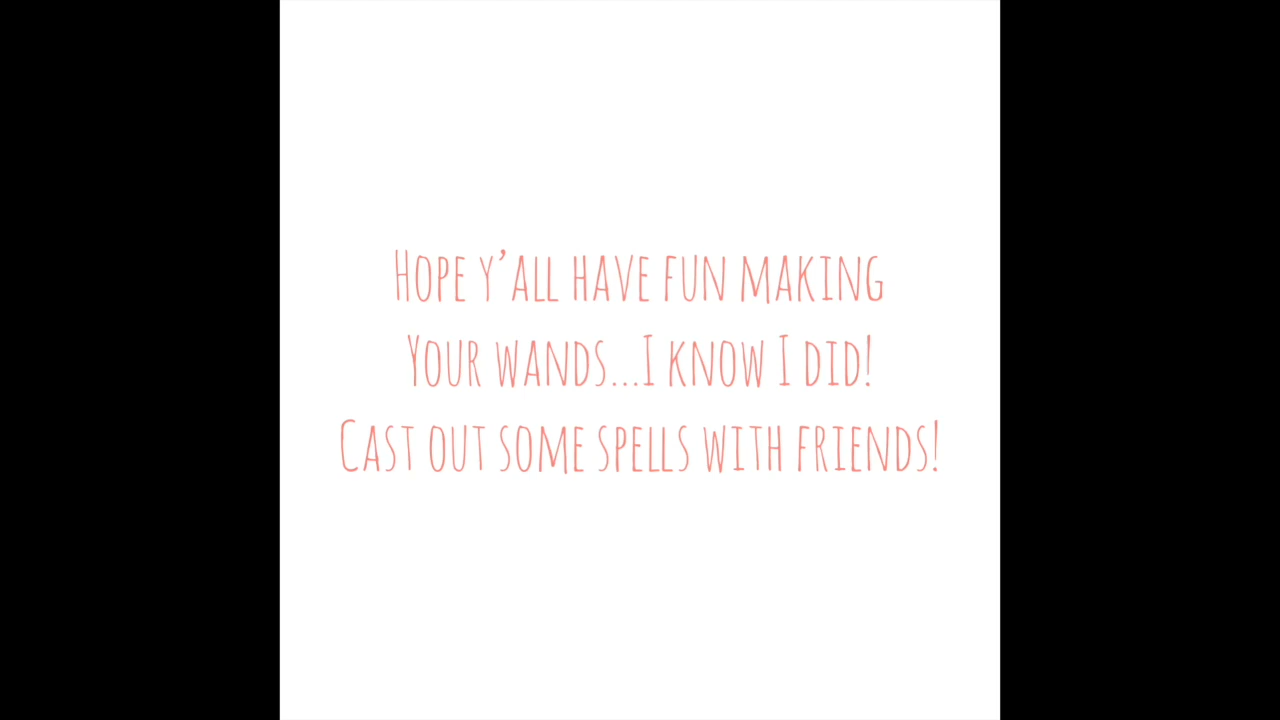 Hope y’all have fun making
Your wands...I know I did!
Cast out some spells with friends!